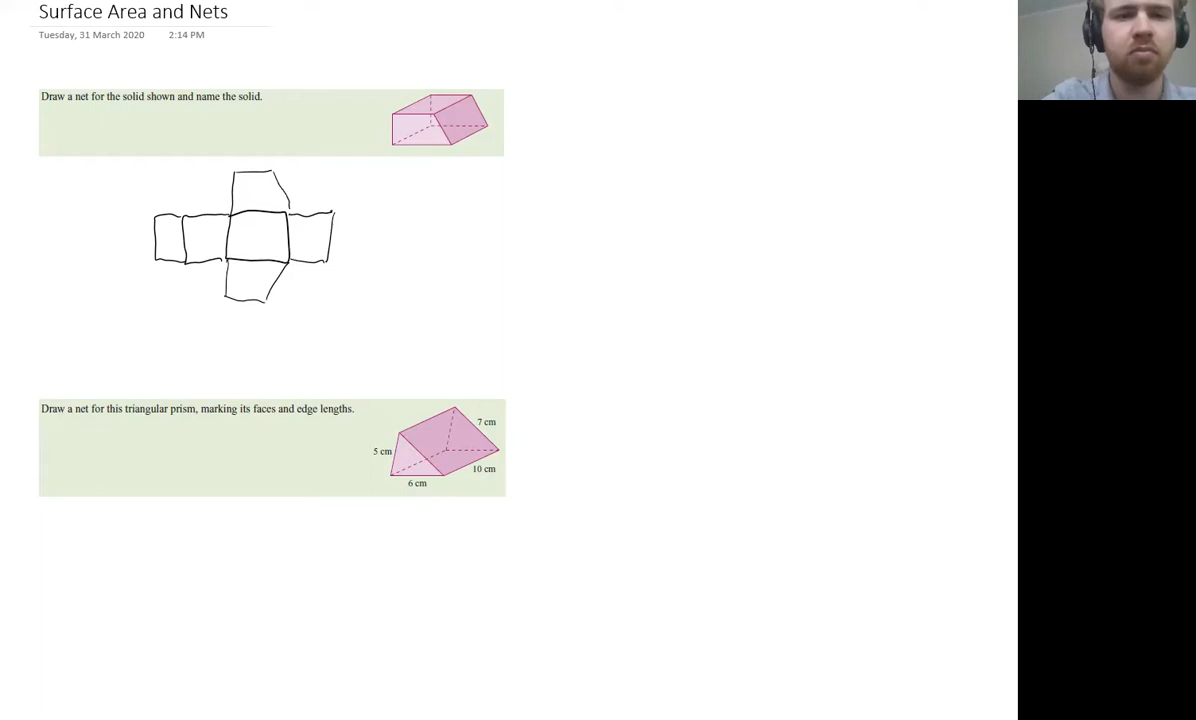 Surface Area and Nets
Tuesday, 31 March 2020 2:14 PM
Draw a net for the solid shown and name the solid.
Draw a net for this triangular prism, marking its faces and edge lengths.
7 cm
5 cm
10 cm
6 cm